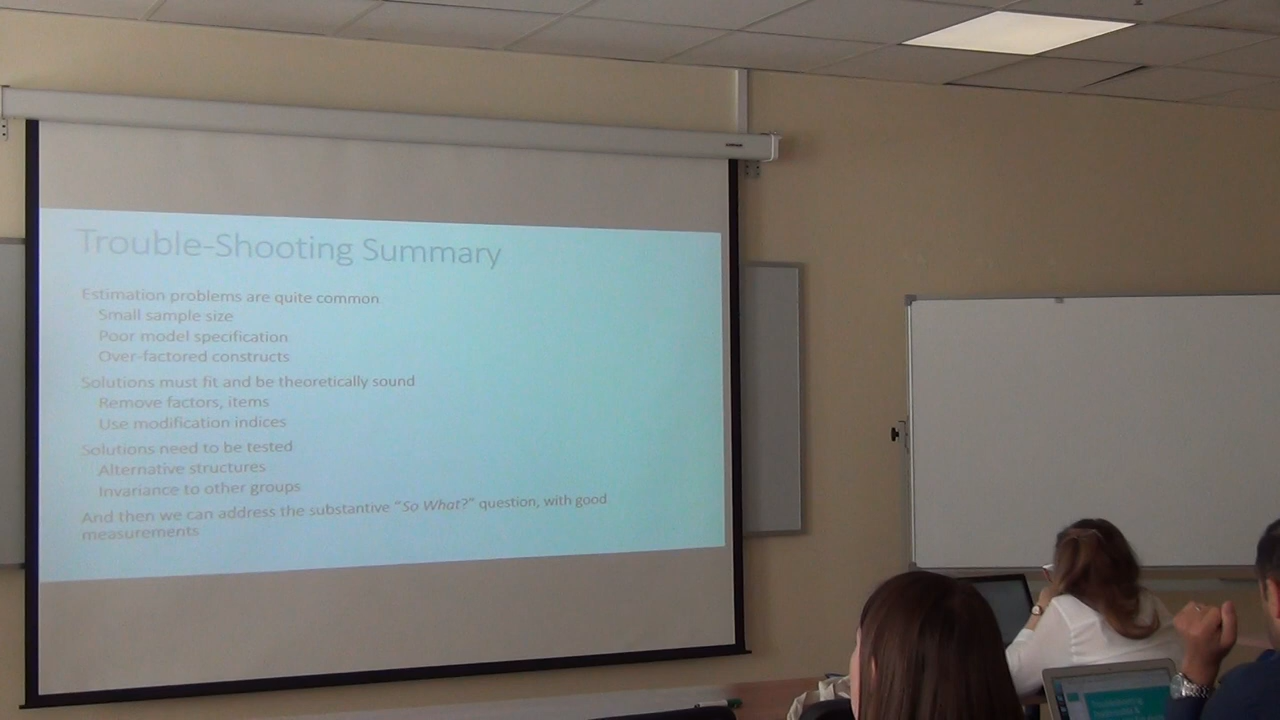 Trouble-Shooting Summary
Estimation problems are quite common
Small sample size
Poor model specification
Over-factored constructs
Solutions must fit and be theoretically sound
Remove factors, items
Use modification indices
Solutions need to be tested
Alternative structures
Invariance to other groups
And then we can address the substantive “So What?” question, with good
measurements